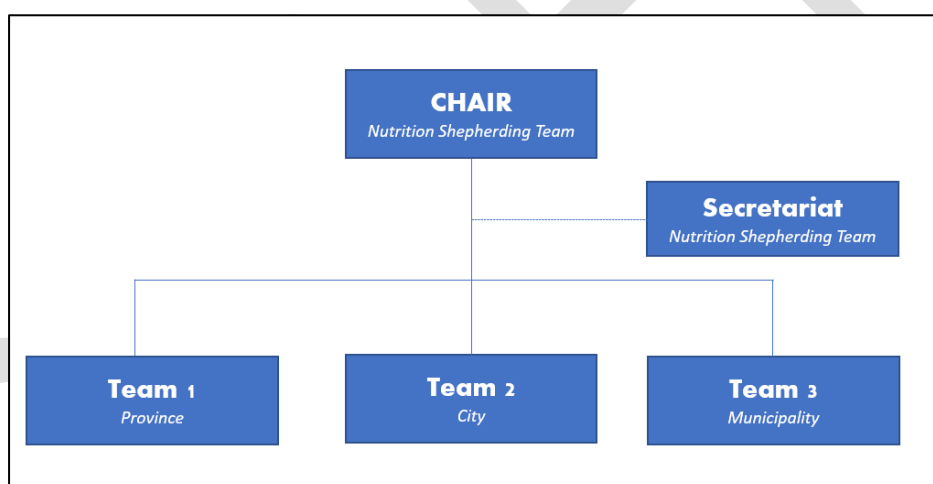 CHAIR
Nutrition Shepherding Team
Secretariat
Nutrition Shepherding Team
Team 1
Province
Team 2
City
Team 3
Municipality